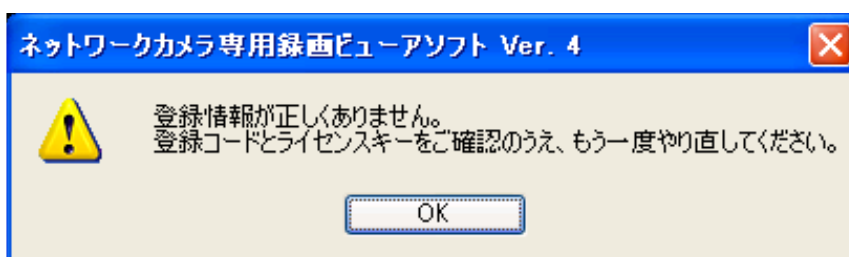 ネットワークカメラ専用録画ビューアソフト Ver. 4
登録情報が正しくありません。
登録コードとライセンスキーをご確認のうえ、もう一度やり直してください。
OK